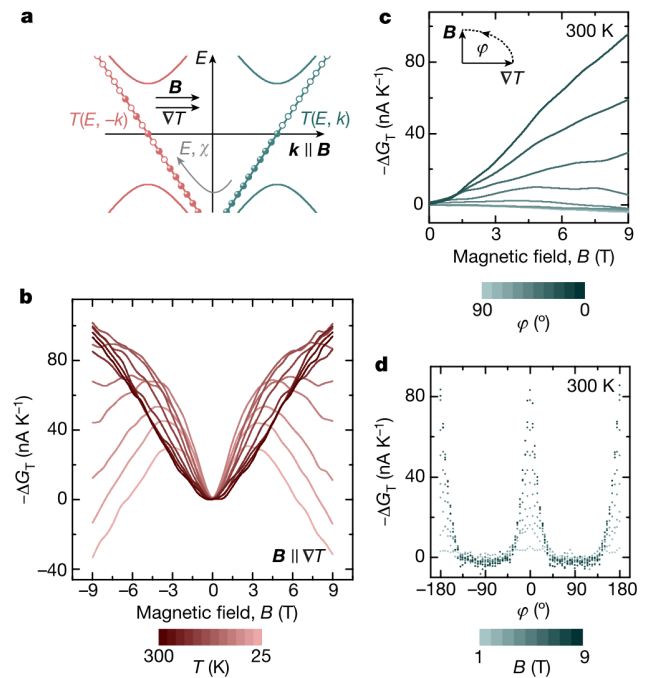 a
E
B
∇T
T(E, −k)
T(E, k)
E, χ
k || B
b
−ΔG_T (nA K⁻¹)
80
40
0
−40
B || ∇T
−9 −6 −3 0 3 6 9
Magnetic field, B (T)
300 25
T (K)
c
300 K
B
φ
∇T
−ΔG_T (nA K⁻¹)
80
40
0
0 3 6 9
Magnetic field, B (T)
90 0
φ (°)
d
300 K
−ΔG_T (nA K⁻¹)
80
60
40
20
0
−180 −90 0 90 180
φ (°)
1 9
B (T)